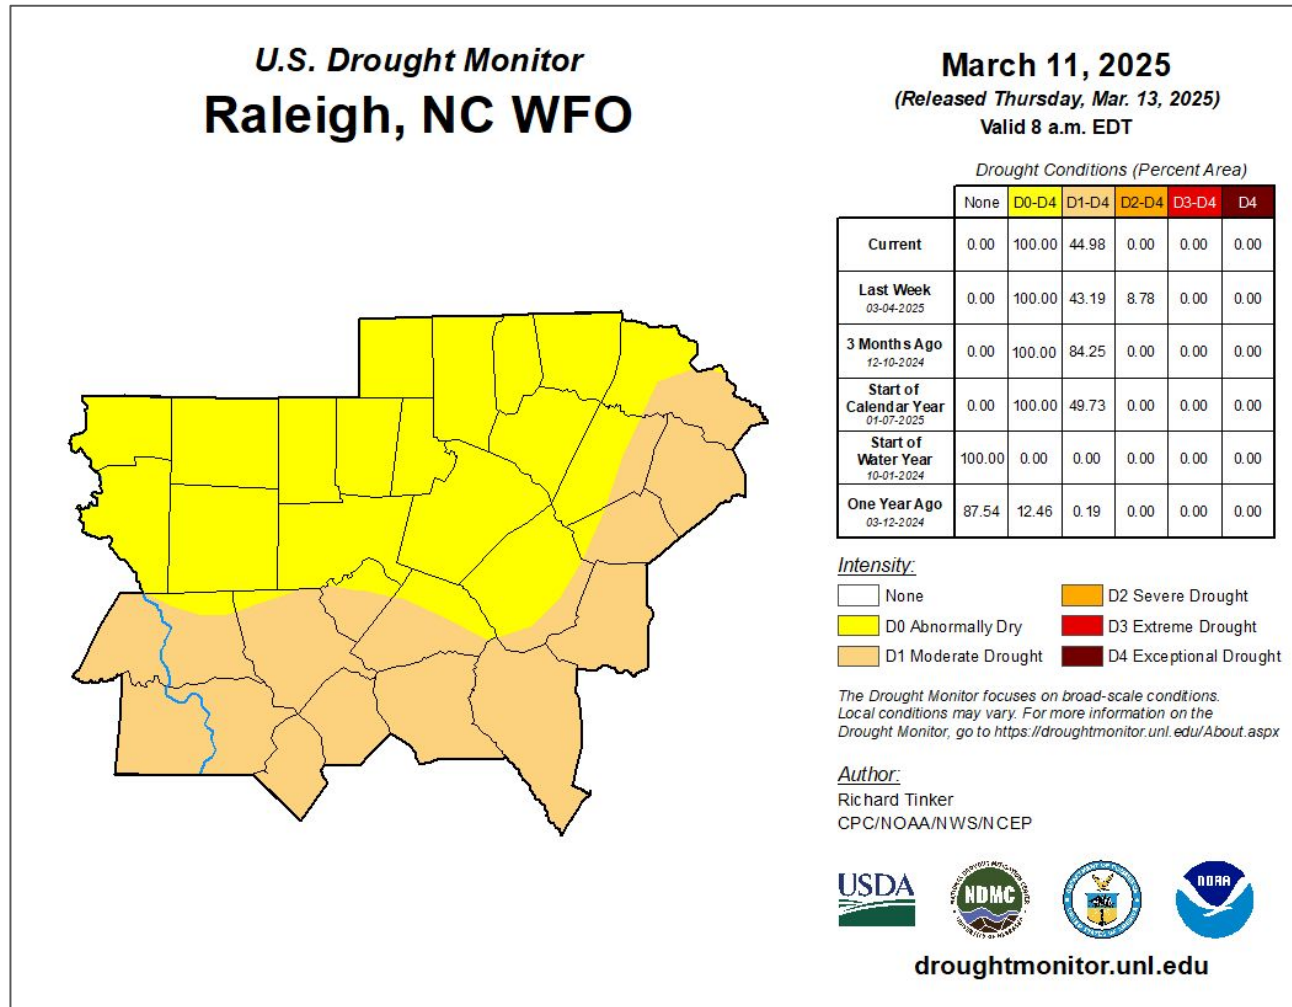 U.S. Drought Monitor
Raleigh, NC WFO
March 11, 2025
(Released Thursday, Mar. 13, 2025)
Valid 8 a.m. EDT
Drought Conditions (Percent Area)
None D0-D4 D1-D4 D2-D4 D3-D4 D4
Current 0.00 100.00 44.98 0.00 0.00 0.00
Last Week
03-04-2025
0.00 100.00 43.19 8.78 0.00 0.00
3 Months Ago
12-10-2024
0.00 100.00 84.25 0.00 0.00 0.00
Start of
Calendar Year
01-07-2025
0.00 100.00 49.73 0.00 0.00 0.00
Start of
Water Year
10-01-2024
100.00 0.00 0.00 0.00 0.00 0.00
One Year Ago
03-12-2024
87.54 12.46 0.19 0.00 0.00 0.00
Intensity:
None
D0 Abnormally Dry
D1 Moderate Drought
D2 Severe Drought
D3 Extreme Drought
D4 Exceptional Drought
The Drought Monitor focuses on broad-scale conditions.
Local conditions may vary. For more information on the
Drought Monitor, go to https://droughtmonitor.unl.edu/About.aspx
Author:
Richard Tinker
CPC/NOAA/NWS/NCEP
USDA
NDMC
NOAA
droughtmonitor.unl.edu